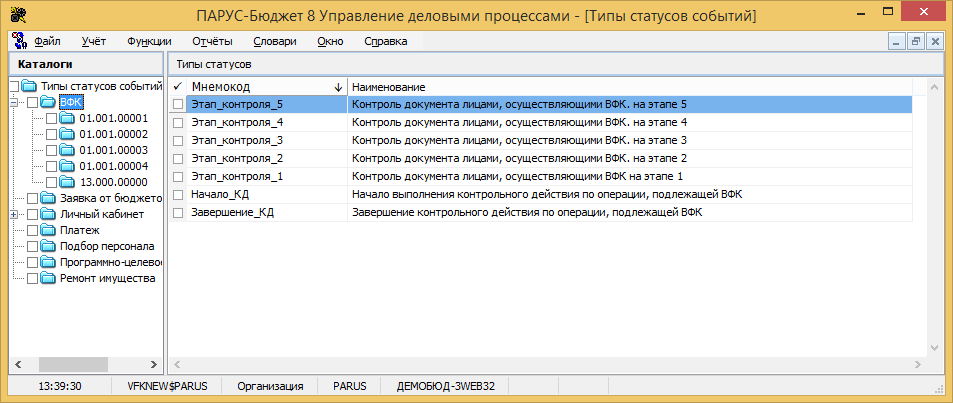 ПАРУС-Бюджет 8 Управление деловыми процессами - [Типы статусов событий]
Файл Учёт Функции Отчёты Словари Окно Справка
Каталоги
Типы статусов событий
ВФК
01.001.00001
01.001.00002
01.001.00003
01.001.00004
13.000.00000
Заявка от бюджето
Личный кабинет
Платеж
Подбор персонала
Программно-целевое
Ремонт имущества
Типы статусов
Мнемокод Наименование
Этап_контроля_5 Контроль документа лицами, осуществляющими ВФК. на этапе 5
Этап_контроля_4 Контроль документа лицами, осуществляющими ВФК. на этапе 4
Этап_контроля_3 Контроль документа лицами, осуществляющими ВФК. на этапе 3
Этап_контроля_2 Контроль документа лицами, осуществляющими ВФК. на этапе 2
Этап_контроля_1 Контроль документа лицами, осуществляющими ВФК на этапе 1
Начало_КД Начало выполнения контрольного действия по операции, подлежащей ВФК
Завершение_КД Завершение контрольного действия по операции, подлежащей ВФК
13:39:30 VFKNEW$PARUS Организация PARUS ДЕМОБЮД-3WEB32